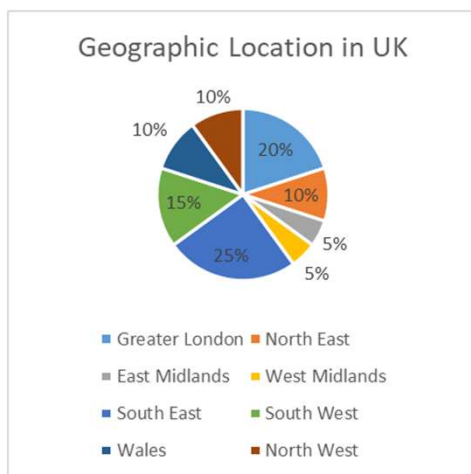 Geographic Location in UK
10%
10%
20%
15%
10%
5%
25%
5%
Greater London North East
East Midlands West Midlands
South East South West
Wales North West